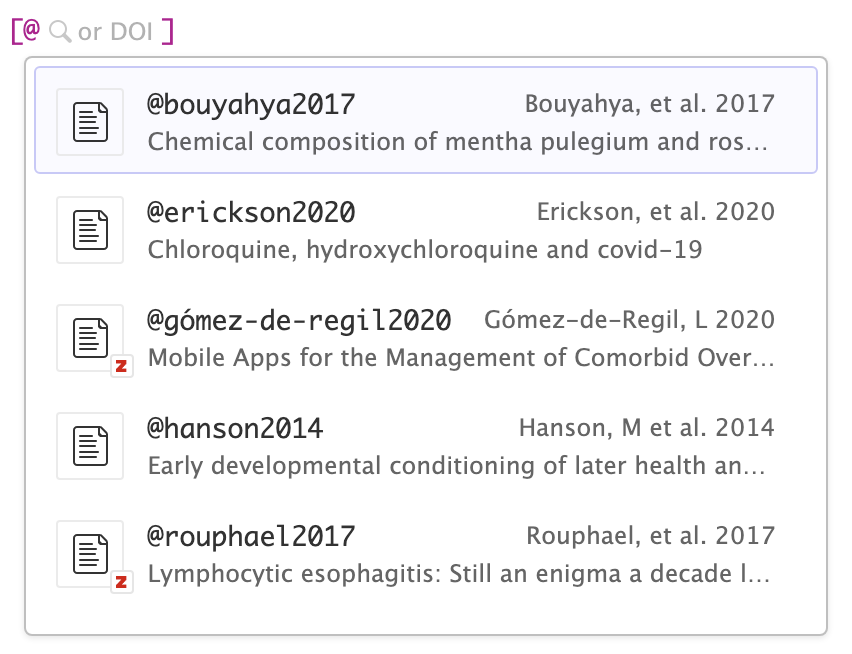 [@ or DOI ]
@bouyahya2017 Bouyahya, et al. 2017
Chemical composition of mentha pulegium and ros...
@erickson2020 Erickson, et al. 2020
Chloroquine, hydroxychloroquine and covid-19
@gómez-de-regil2020 Gómez-de-Regil, L 2020
Z
Mobile Apps for the Management of Comorbid Over...
@hanson2014 Hanson, M et al. 2014
Early developmental conditioning of later health an...
@rouphael2017 Rouphael, et al. 2017
Z
Lymphocytic esophagitis: Still an enigma a decade l...